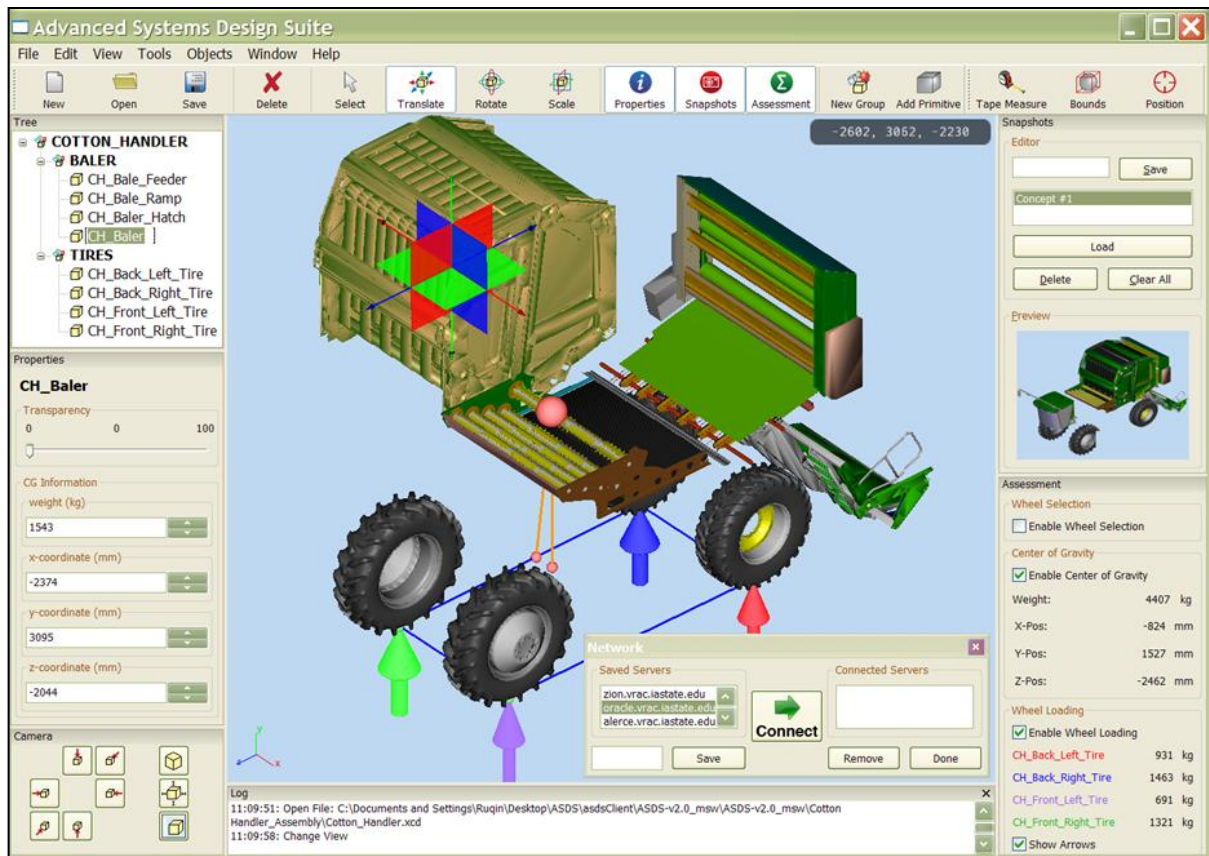 Advanced Systems Design Suite
File Edit View Tools Objects Window Help
New Open Save Delete Select Translate Rotate Scale Properties Snapshots Assessment New Group Add Primitive Tape Measure Bounds Position
Tree
COTTON_HANDLER
BALER
CH_Bale_Feeder
CH_Bale_Ramp
CH_Baler_Hatch
CH_Baler
TIRES
CH_Back_Left_Tire
CH_Back_Right_Tire
CH_Front_Left_Tire
CH_Front_Right_Tire
Properties
CH_Baler
Transparency
0 0 100
CG Information
weight (kg)
1543
x-coordinate (mm)
-2374
y-coordinate (mm)
3095
z-coordinate (mm)
-2044
Camera
-2602, 3062, -2230
y
z x
Network
Saved Servers
zion.vrac.iastate.edu
oracle.vrac.iastate.edu
alerce.vrac.iastate.edu
Save
Connect
Connected Servers
Remove Done
Log
11:09:51: Open File: C:\Documents and Settings\Ruqin\Desktop\ASDS\asdsClient\ASDS-v2.0_msw\ASDS-v2.0_msw\Cotton
Handler_Assembly\Cotton_Handler.xcd
11:09:58: Change View
Snapshots
Editor
Save
Concept #1
Load
Delete Clear All
Preview
Assessment
Wheel Selection
Enable Wheel Selection
Center of Gravity
Enable Center of Gravity
Weight: 4407 kg
X-Pos: -824 mm
Y-Pos: 1527 mm
Z-Pos: -2462 mm
Wheel Loading
Enable Wheel Loading
CH_Back_Left_Tire 931 kg
CH_Back_Right_Tire 1463 kg
CH_Front_Left_Tire 691 kg
CH_Front_Right_Tire 1321 kg
Show Arrows